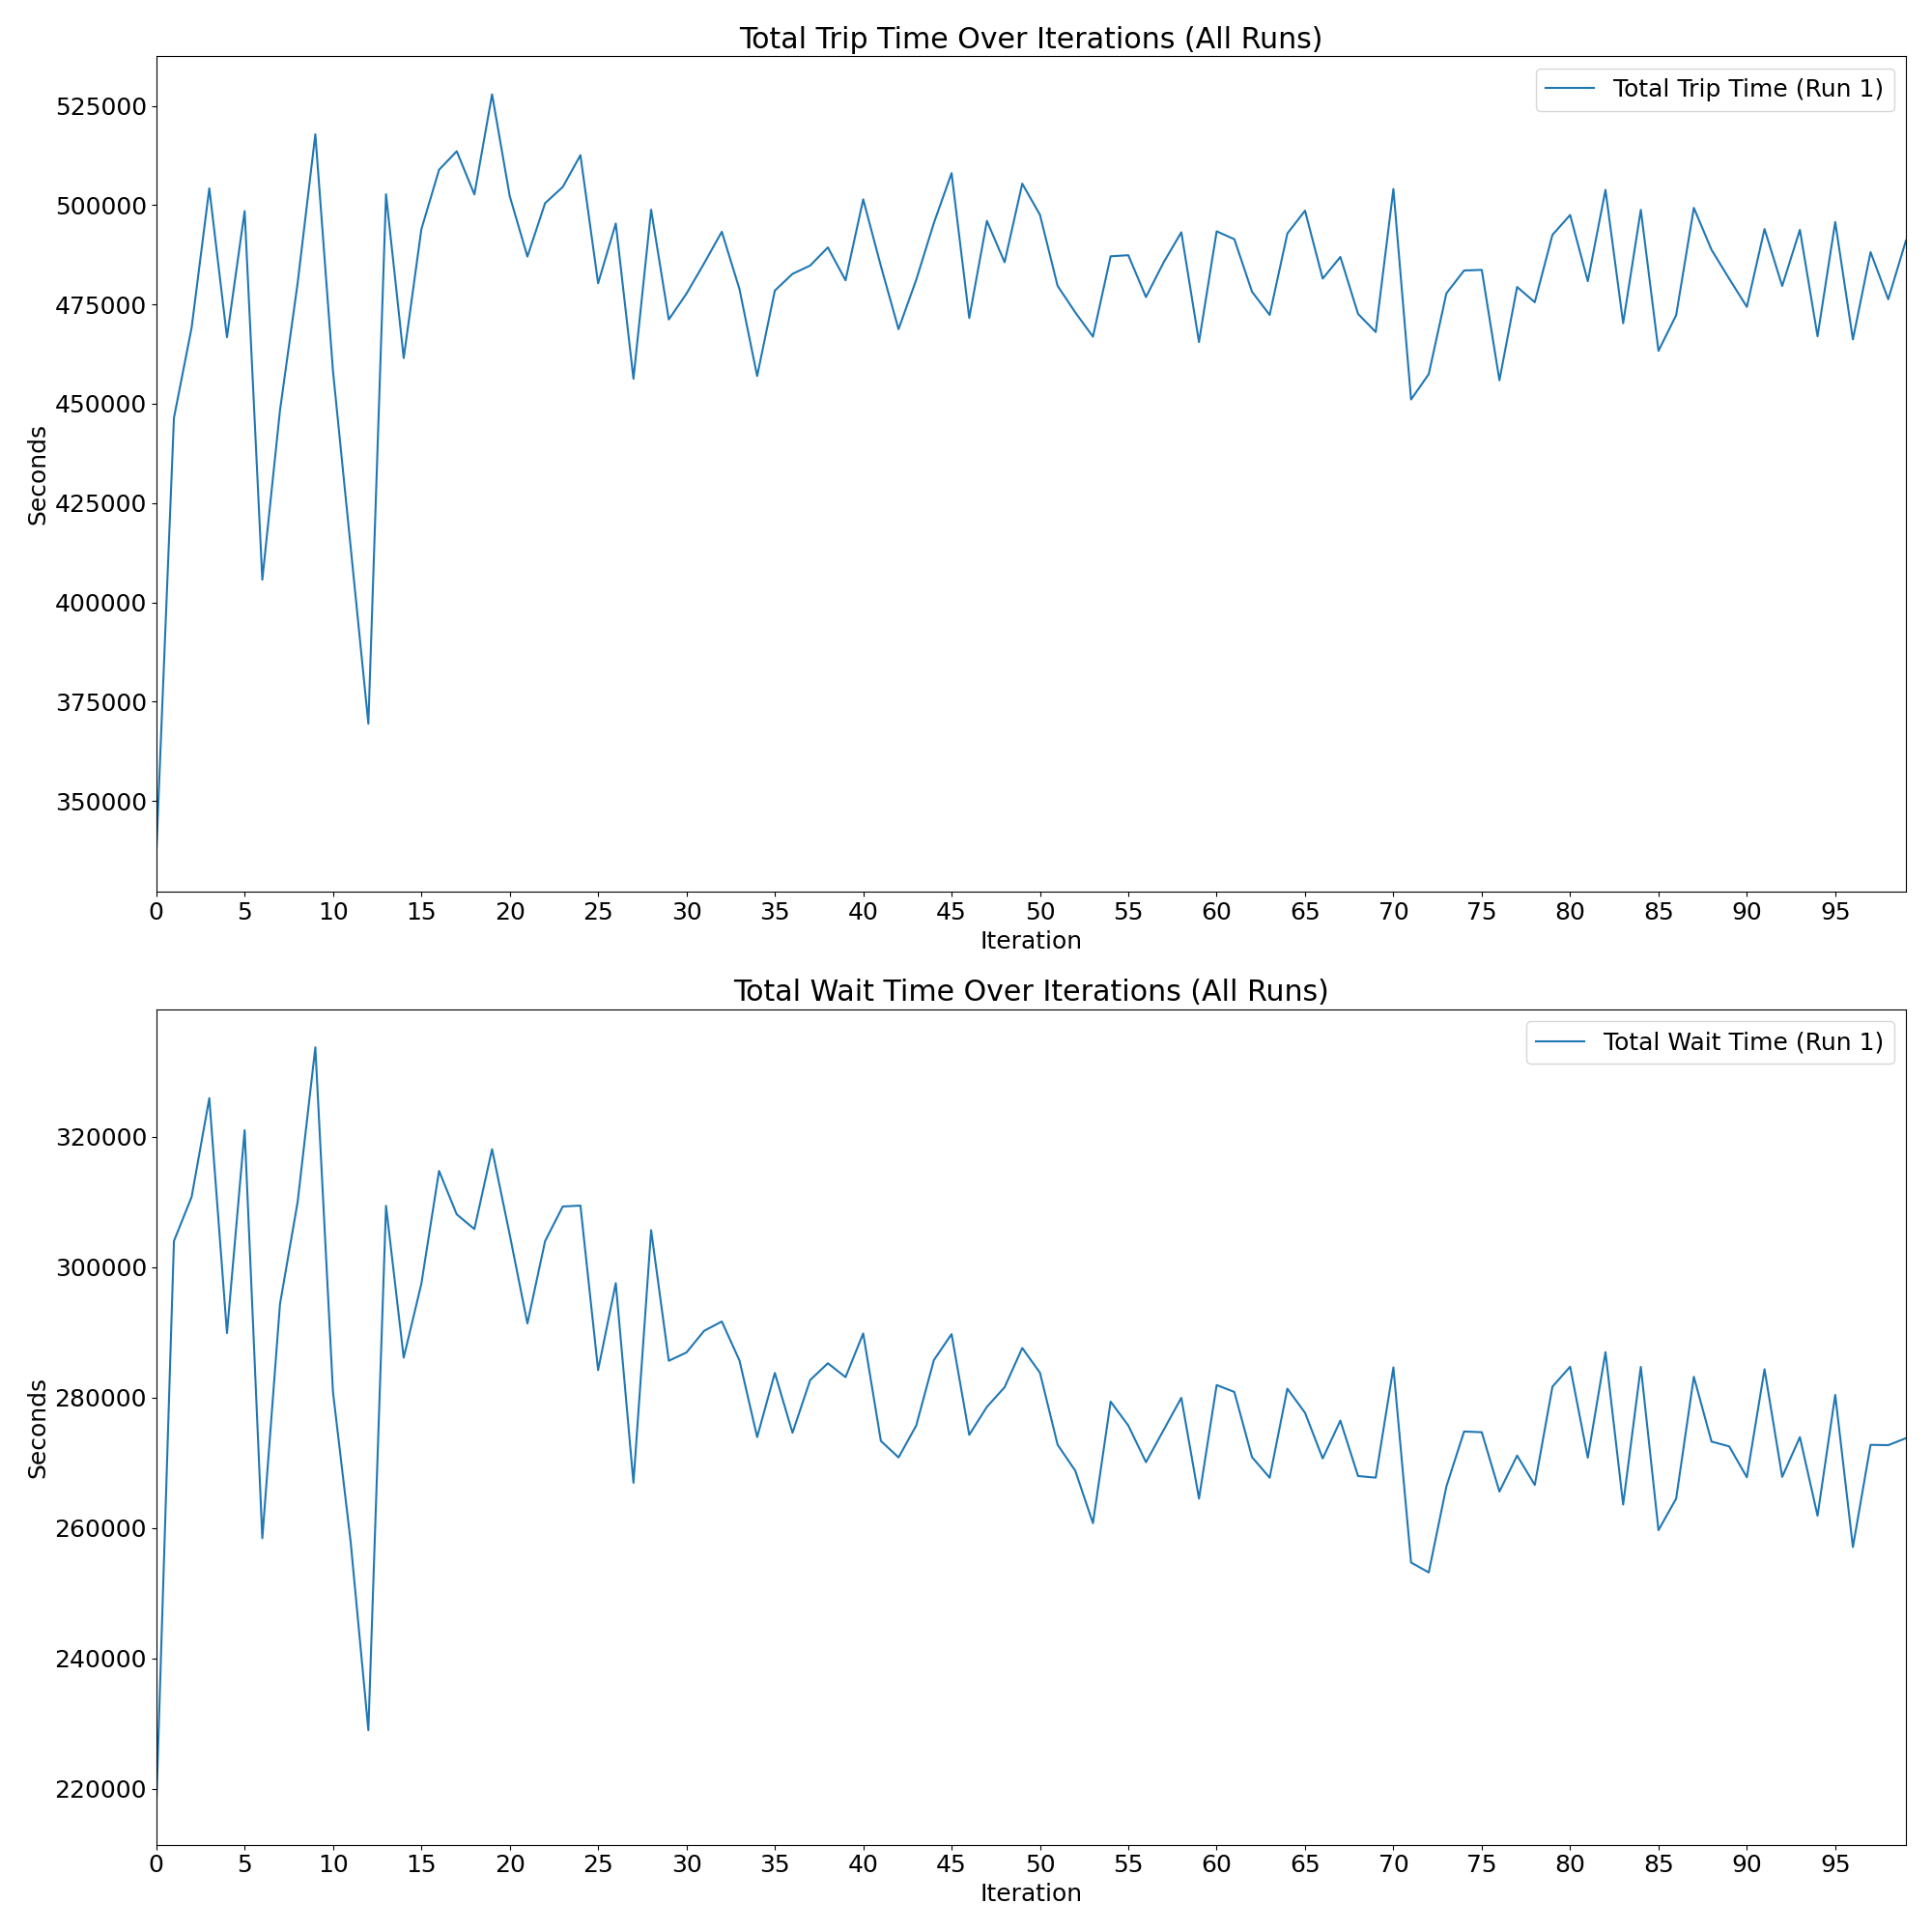 Total Trip Time Over Iterations (All Runs)
Total Trip Time (Run 1)
525000
500000
475000
450000
425000
400000
375000
350000
Seconds
0 5 10 15 20 25 30 35 40 45 50 55 60 65 70 75 80 85 90 95
Iteration
Total Wait Time Over Iterations (All Runs)
Total Wait Time (Run 1)
320000
300000
280000
260000
240000
220000
Seconds
0 5 10 15 20 25 30 35 40 45 50 55 60 65 70 75 80 85 90 95
Iteration